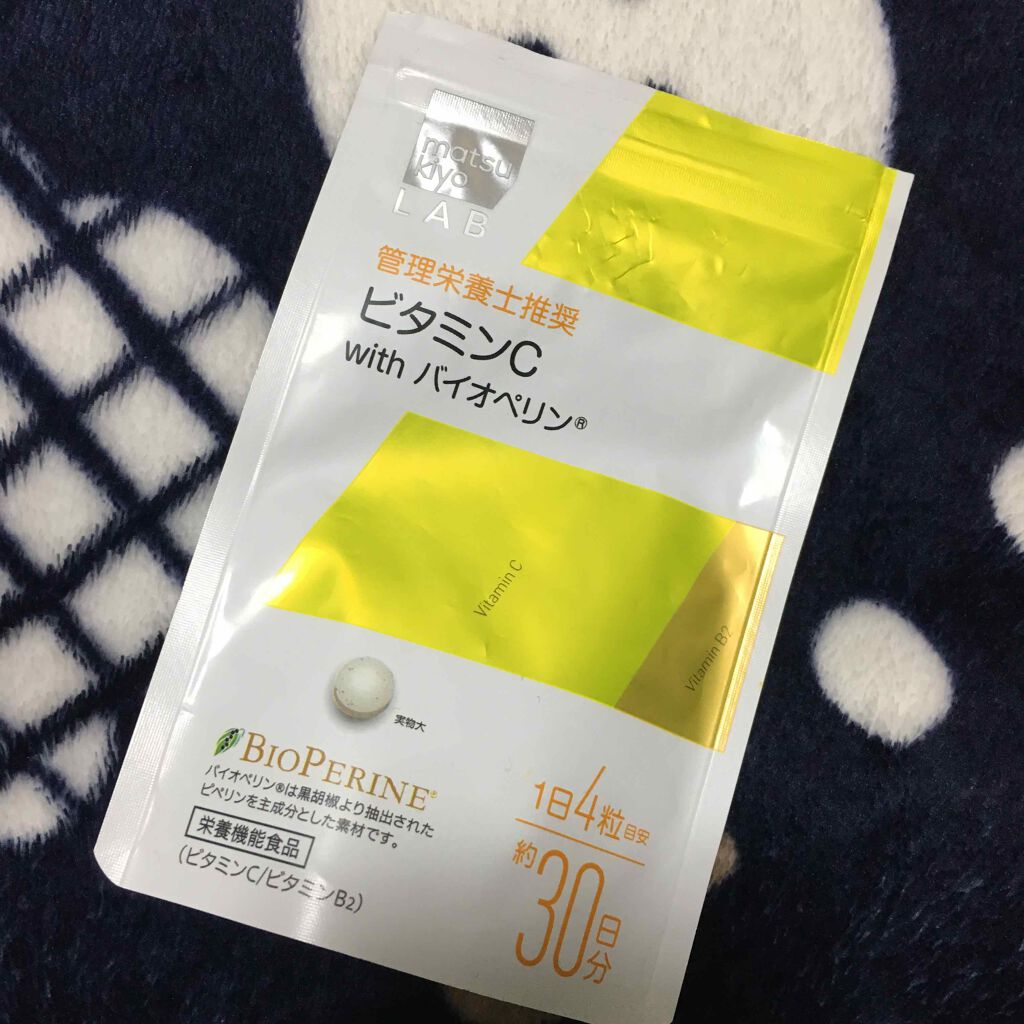 matsu
kiyo
LAB
管理栄養士推奨
ビタミンC
with バイオペリン®
Vitamin C
Vitamin B2
実物大
BIOPERINE®
バイオペリン®は黒胡椒より抽出された
ピペリンを主成分とした素材です。
栄養機能食品
(ビタミンC/ビタミンB2)
1日4粒目安
約30日分